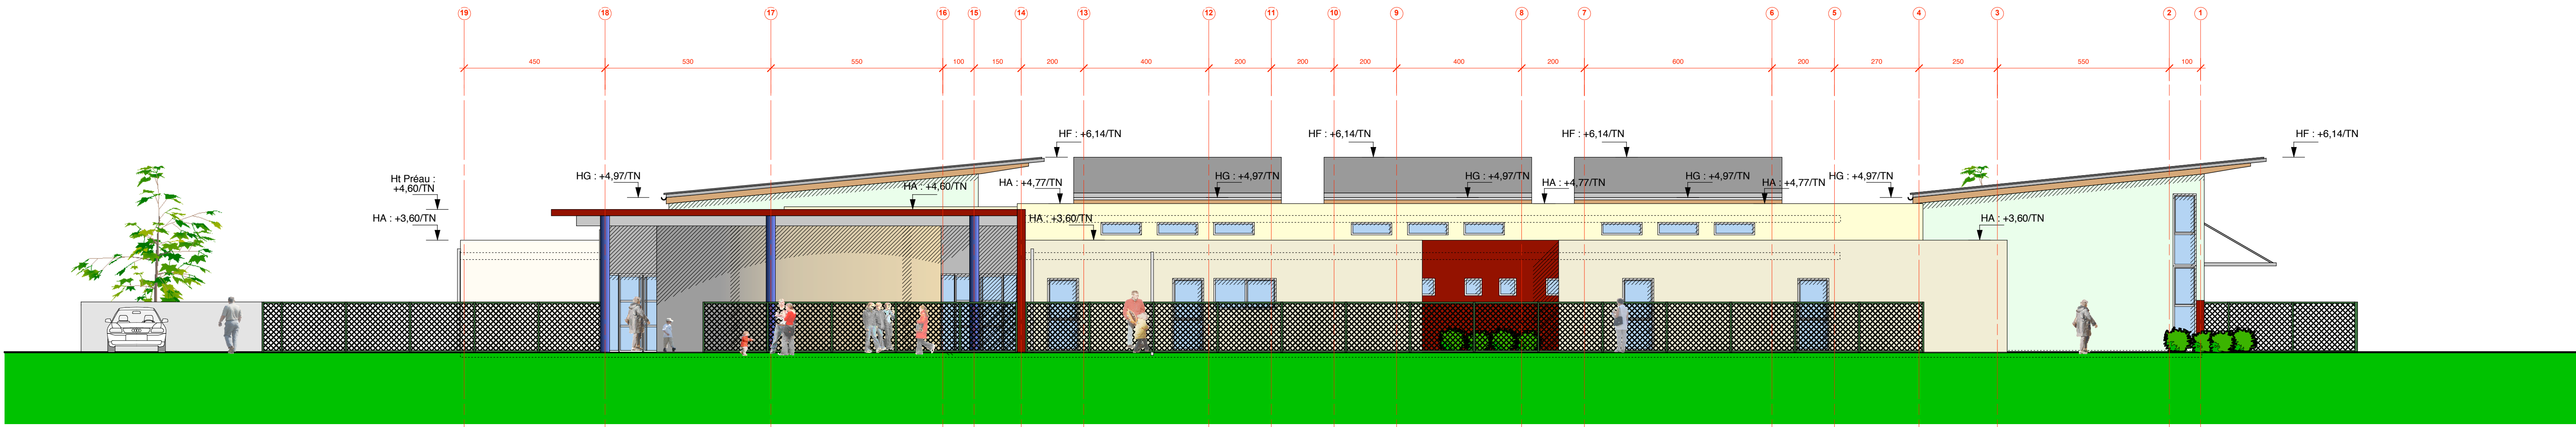 19 18 17 16 15 14 13 12 11 10 9 8 7 6 5 4 3 2 1
450 530 550 100 150 200 400 200 200 200 400 200 600 200 270 250 550 100
HF : +6,14/TN HF : +6,14/TN HF : +6,14/TN HF : +6,14/TN
Ht Préau :
+4,60/TN
HG : +4,97/TN HA : +4,60/TN HA : +4,77/TN HG : +4,97/TN HG : +4,97/TN HA : +4,77/TN HG : +4,97/TN HA : +4,77/TN HG : +4,97/TN
HA : +3,60/TN HA : +3,60/TN HA : +3,60/TN